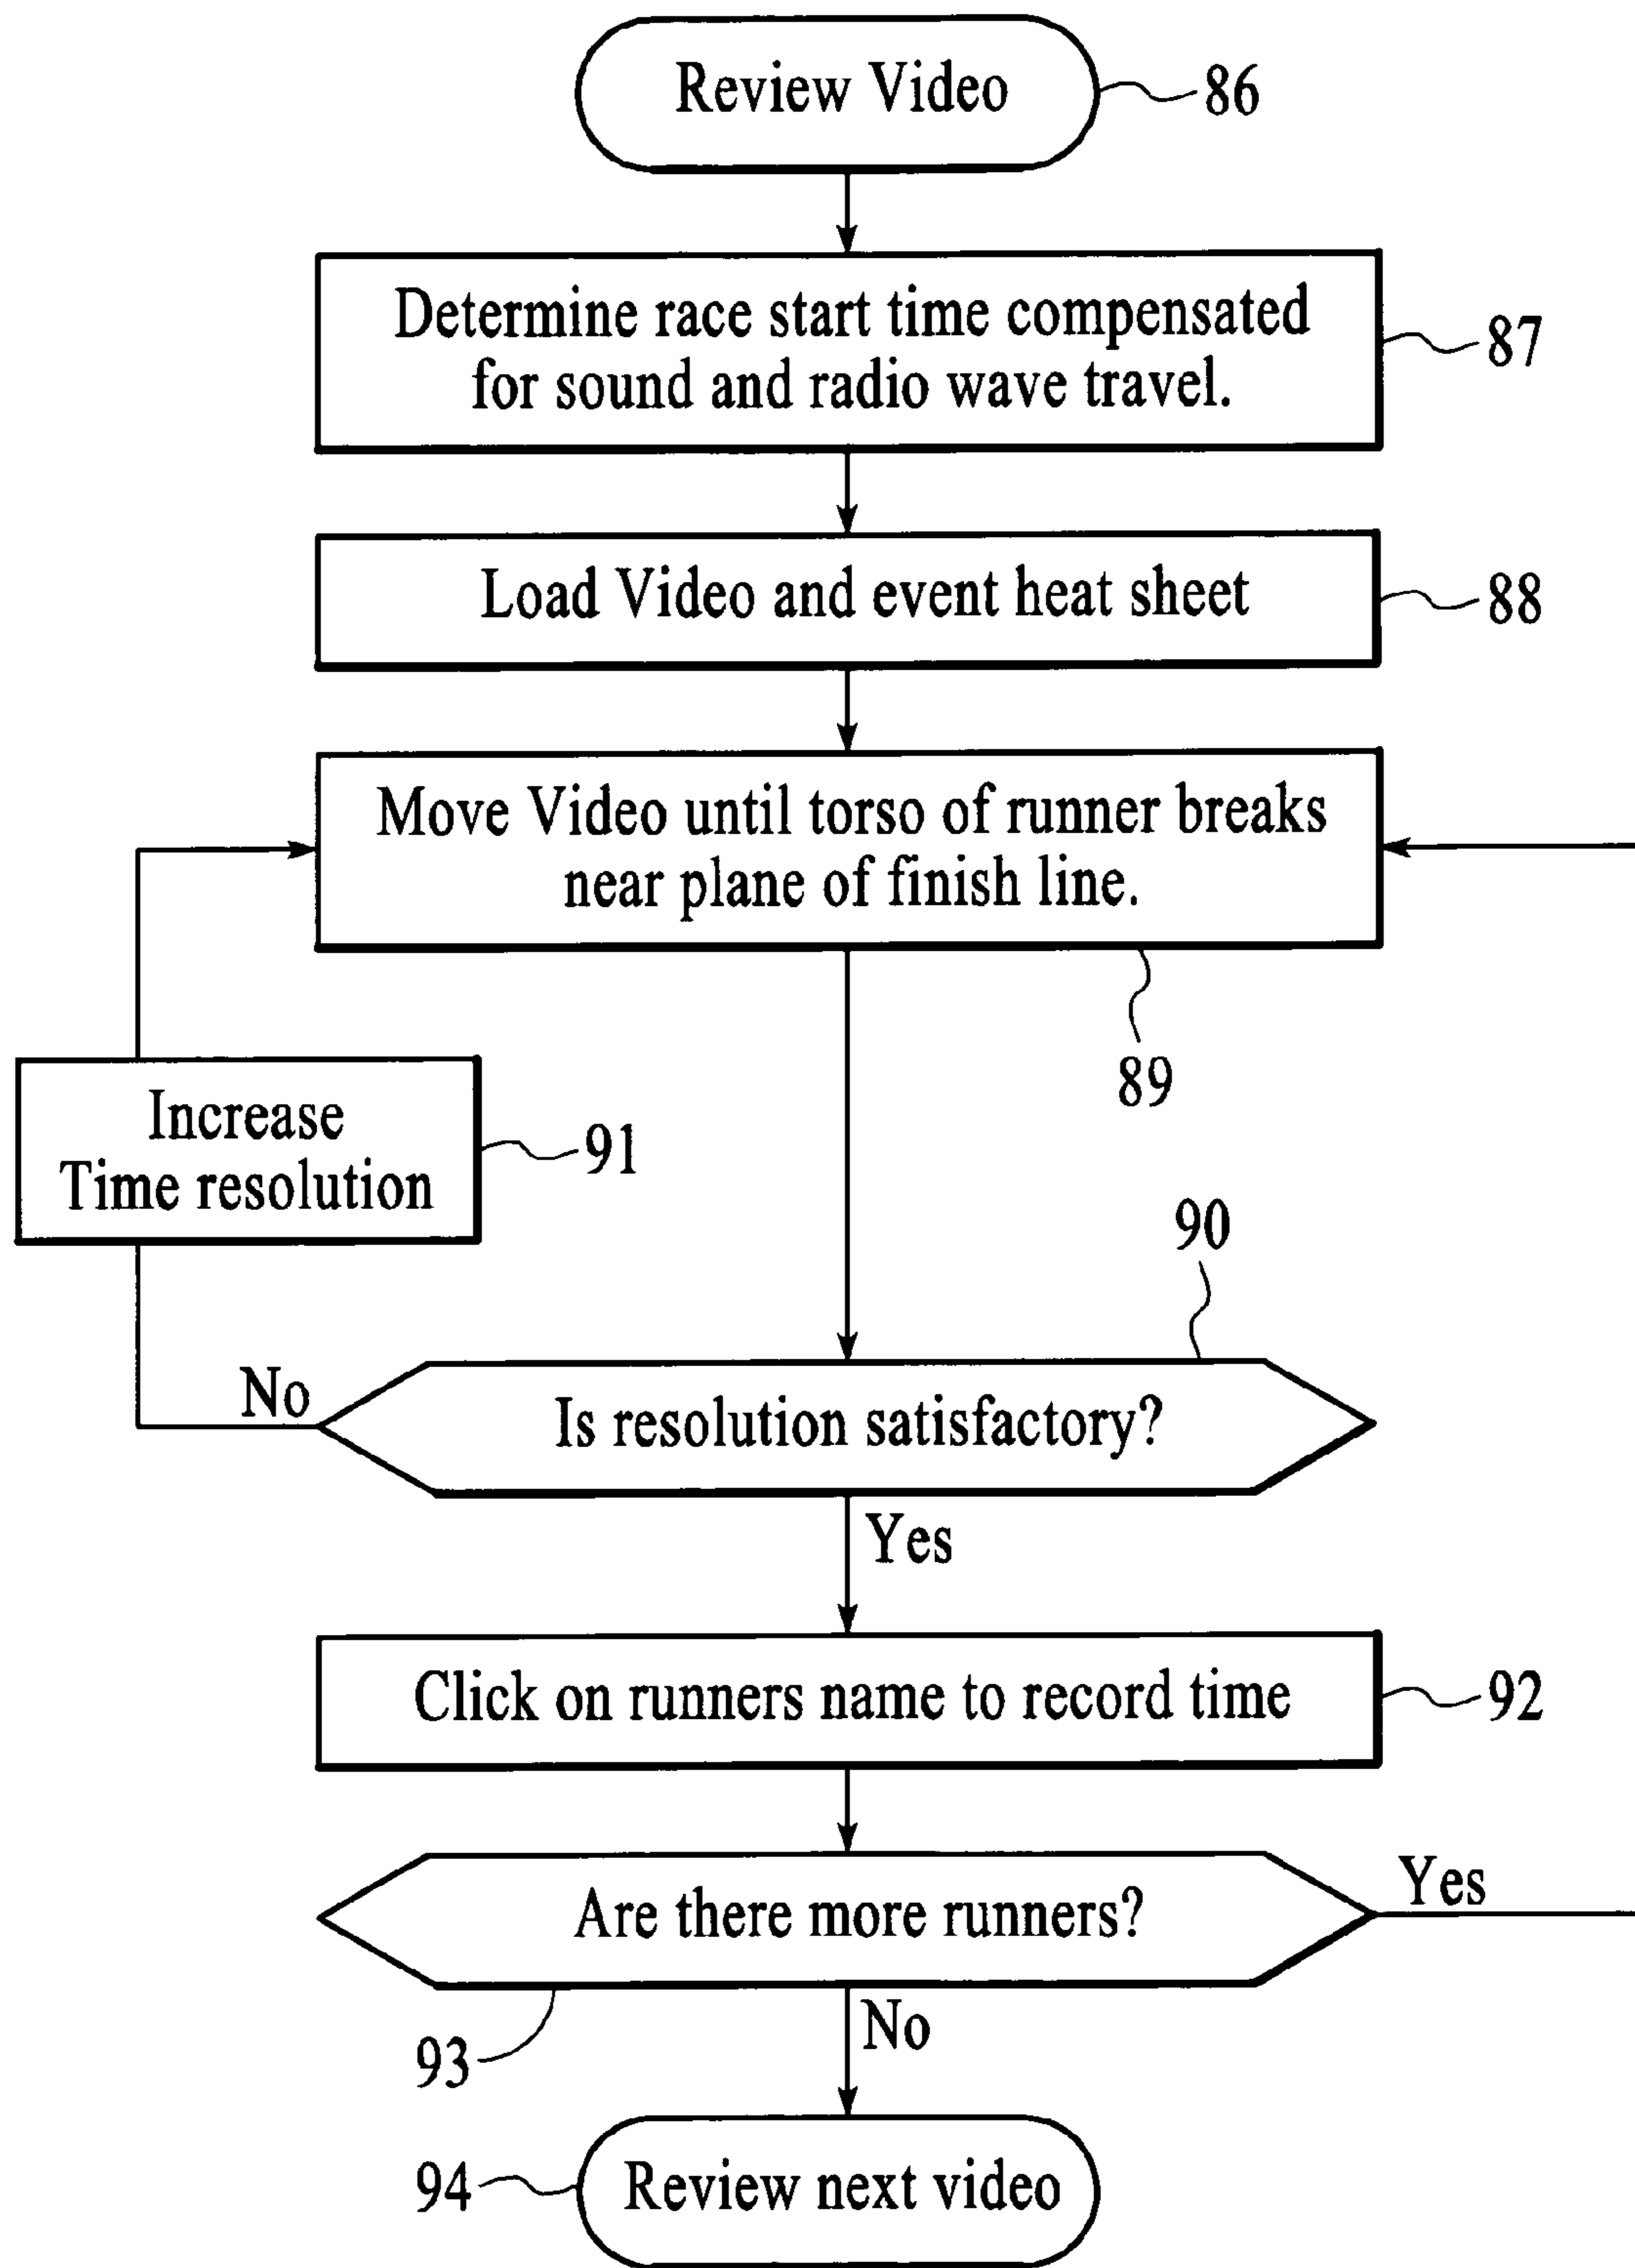 Review Video
86
Determine race start time compensated
for sound and radio wave travel.
87
Load Video and event heat sheet
88
Move Video until torso of runner breaks
near plane of finish line.
89
Increase
Time resolution
91
90
No
Is resolution satisfactory?
Yes
Click on runners name to record time
92
Are there more runners?
Yes
93
No
94
Review next video